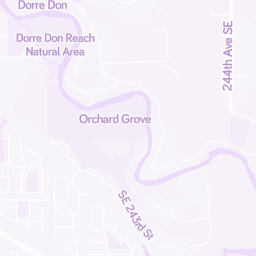 Dorre Don
Dorre Don Reach
Natural Area
244th Ave SE
Orchard Grove
SE 243rd St